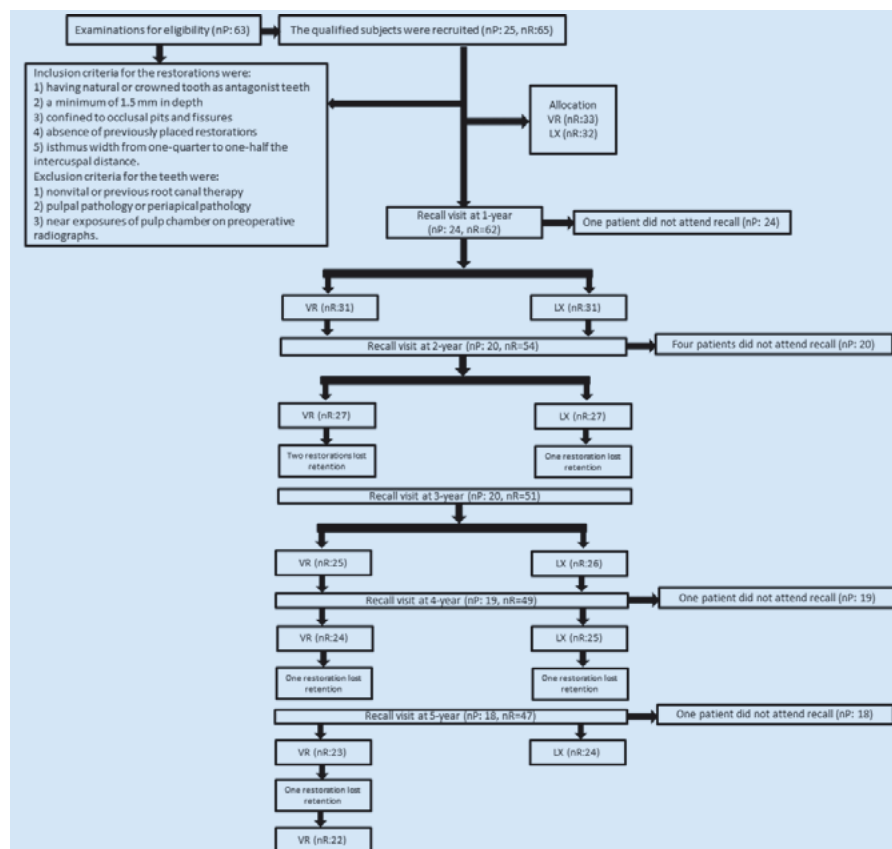 Examinations for eligibility (nP: 63)
The qualified subjects were recruited (nP: 25, nR:65)
Inclusion criteria for the restorations were:
1) having natural or crowned tooth as antagonist teeth
2) a minimum of 1.5 mm in depth
3) confined to occlusal pits and fissures
4) absence of previously placed restorations
5) isthmus width from one-quarter to one-half the
intercuspal distance.
Exclusion criteria for the teeth were:
1) nonvital or previous root canal therapy
2) pulpal pathology or periapical pathology
3) near exposures of pulp chamber on preoperative
radiographs.
Allocation
VR (nR:33)
LX (nR:32)
Recall visit at 1-year
(nP: 24, nR=62)
One patient did not attend recall (nP: 24)
VR (nR:31)
LX (nR:31)
Recall visit at 2-year (nP: 20, nR=54)
Four patients did not attend recall (nP: 20)
VR (nR:27)
LX (nR:27)
Two restorations lost
retention
One restoration lost
retention
Recall visit at 3-year (nP: 20, nR=51)
VR (nR:25)
LX (nR:26)
Recall visit at 4-year (nP: 19, nR=49)
One patient did not attend recall (nP: 19)
VR (nR:24)
LX (nR:25)
One restoration lost
retention
One restoration lost
retention
Recall visit at 5-year (nP: 18, nR=47)
One patient did not attend recall (nP: 18)
VR (nR:23)
LX (nR:24)
One restoration lost
retention
VR (nR:22)